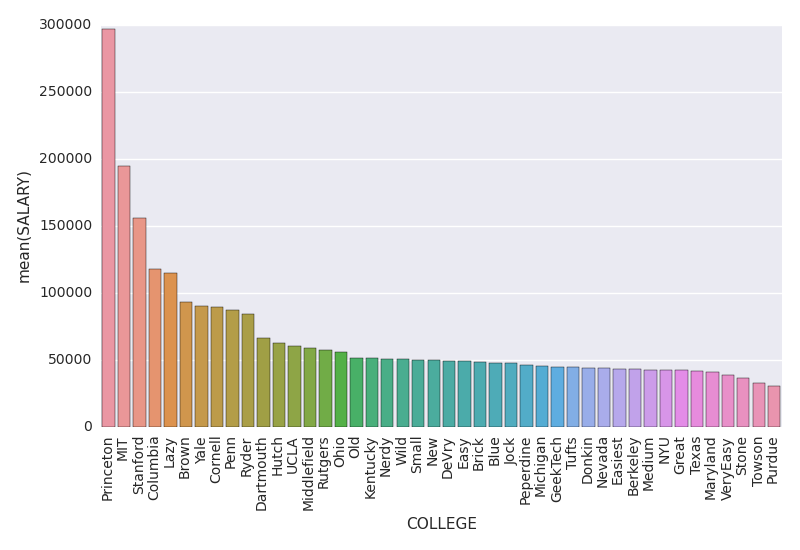 300000
250000
200000
150000
100000
50000
0
mean(SALARY)
Princeton
MIT
Stanford
Columbia
Lazy
Brown
Yale
Cornell
Penn
Ryder
Dartmouth
Hutch
UCLA
Middlefield
Rutgers
Ohio
Old
Kentucky
Nerdy
Wild
Small
New
DeVry
Easy
Brick
Blue
Jock
Peperdine
Michigan
GeekTech
Tufts
Donkin
Nevada
Easiest
Berkeley
Medium
NYU
Great
Texas
Maryland
VeryEasy
Stone
Towson
Purdue
COLLEGE